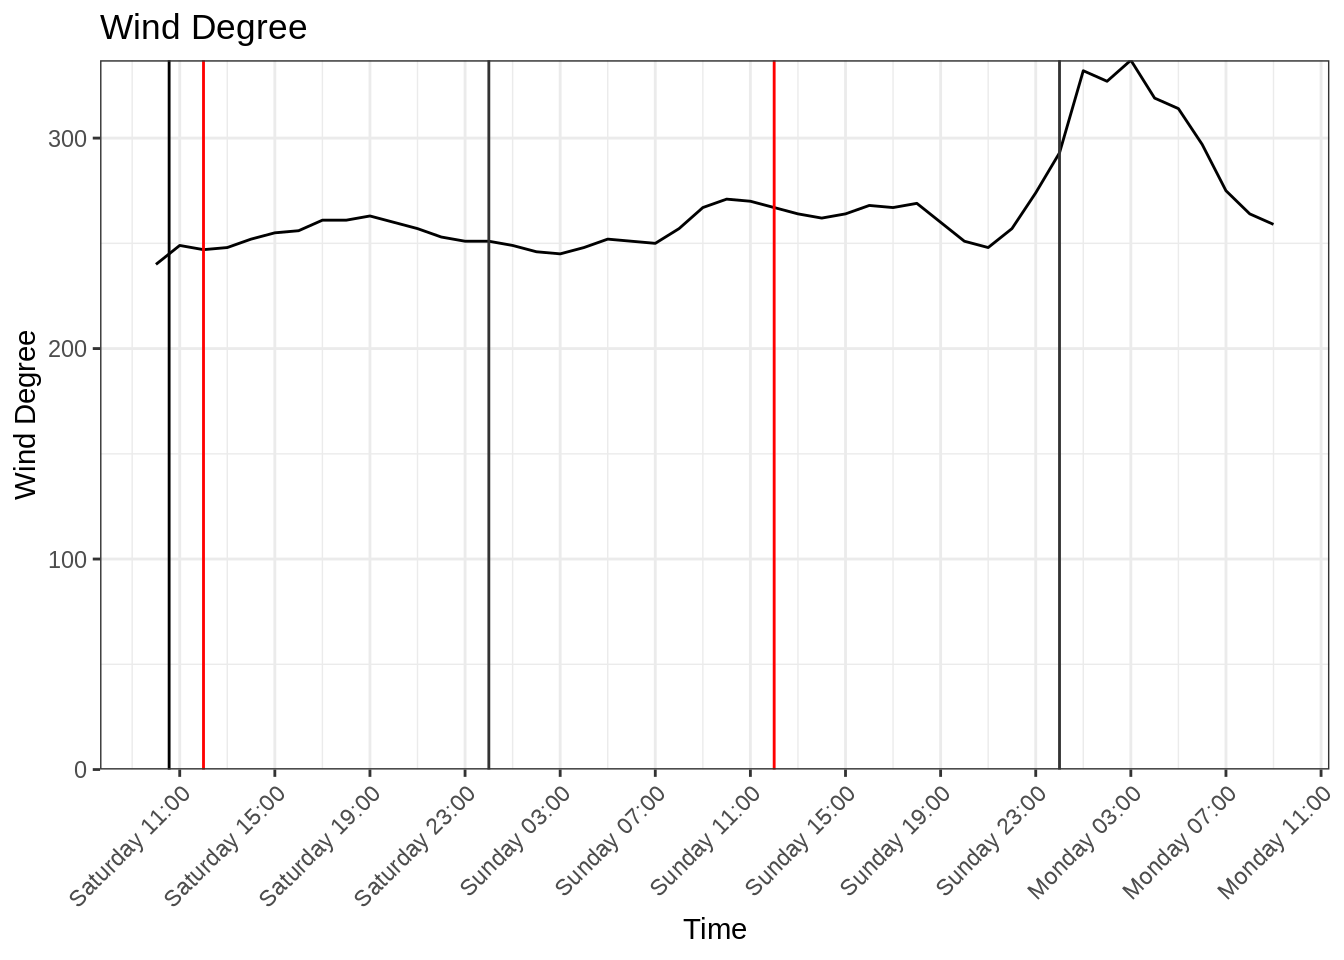 Wind Degree
Wind Degree
300
200
100
0
Saturday 11:00
Saturday 15:00
Saturday 19:00
Saturday 23:00
Sunday 03:00
Sunday 07:00
Sunday 11:00
Sunday 15:00
Sunday 19:00
Sunday 23:00
Monday 03:00
Monday 07:00
Monday 11:00
Time